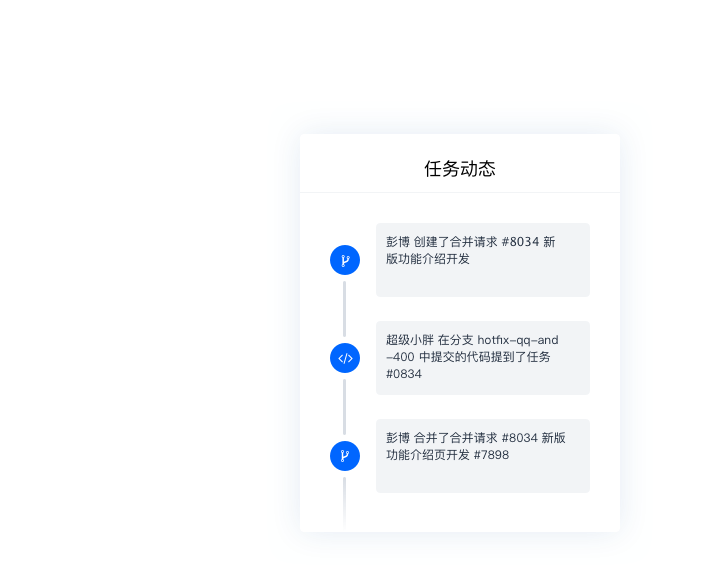 任务动态
彭博 创建了合并请求 #8034 新
版功能介绍开发
超级小胖 在分支 hotfix-qq-and
-400 中提交的代码提到了任务
#0834
彭博 合并了合并请求 #8034 新版
功能介绍页开发 #7898